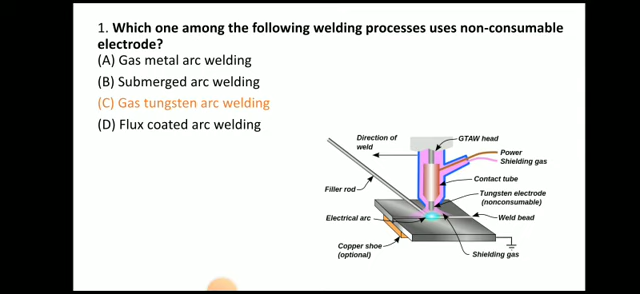 1. Which one among the following welding processes uses non-consumable
electrode?
(A) Gas metal arc welding
(B) Submerged arc welding
(C) Gas tungsten arc welding
(D) Flux coated arc welding
Direction of
weld
GTAW head
Power
Shielding gas
Contact tube
Filler rod
Tungsten electrode
(nonconsumable)
Electrical arc
Weld bead
Copper shoe
(optional)
Shielding gas